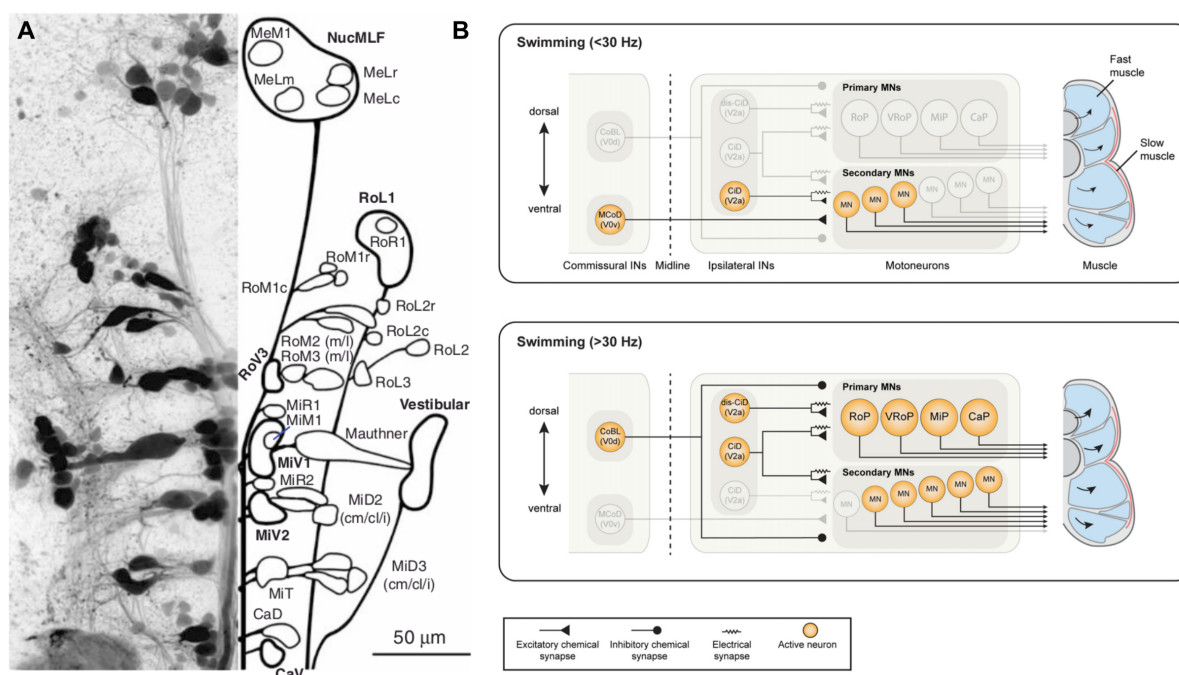 A
MeM1
NucMLF
MeLr
MeLm
MeLc
RoL1
RoR1
RoM1r
RoM1c
RoL2r
RoL2c
RoM2 (m/l)
RoM3 (m/l)
RoL2
RoV3
RoL3
MiR1
MiM1
Vestibular
Mauthner
MiV1
MiR2
MiD2
(cm/cl/i)
MiV2
MiD3
(cm/cl/i)
MiT
CaD
50 μm
CaV
B
Swimming (<30 Hz)
dorsal
ventral
CoBL
(V0d)
MCoD
(V0v)
dis-CiD
(V2a)
CiD
(V2a)
CiD
(V2a)
Primary MNs
RoP VRoP MiP CaP
Secondary MNs
MN MN MN MN MN MN
Fast
muscle
Slow
muscle
Commissural INs Midline Ipsilateral INs Motoneurons Muscle
Swimming (>30 Hz)
dorsal
ventral
CoBL
(V0d)
MCoD
(V0v)
dis-CiD
(V2a)
CiD
(V2a)
CiD
(V2a)
Primary MNs
RoP VRoP MiP CaP
Secondary MNs
MN MN MN MN MN MN
Excitatory chemical
synapse
Inhibitory chemical
synapse
Electrical
synapse
Active neuron